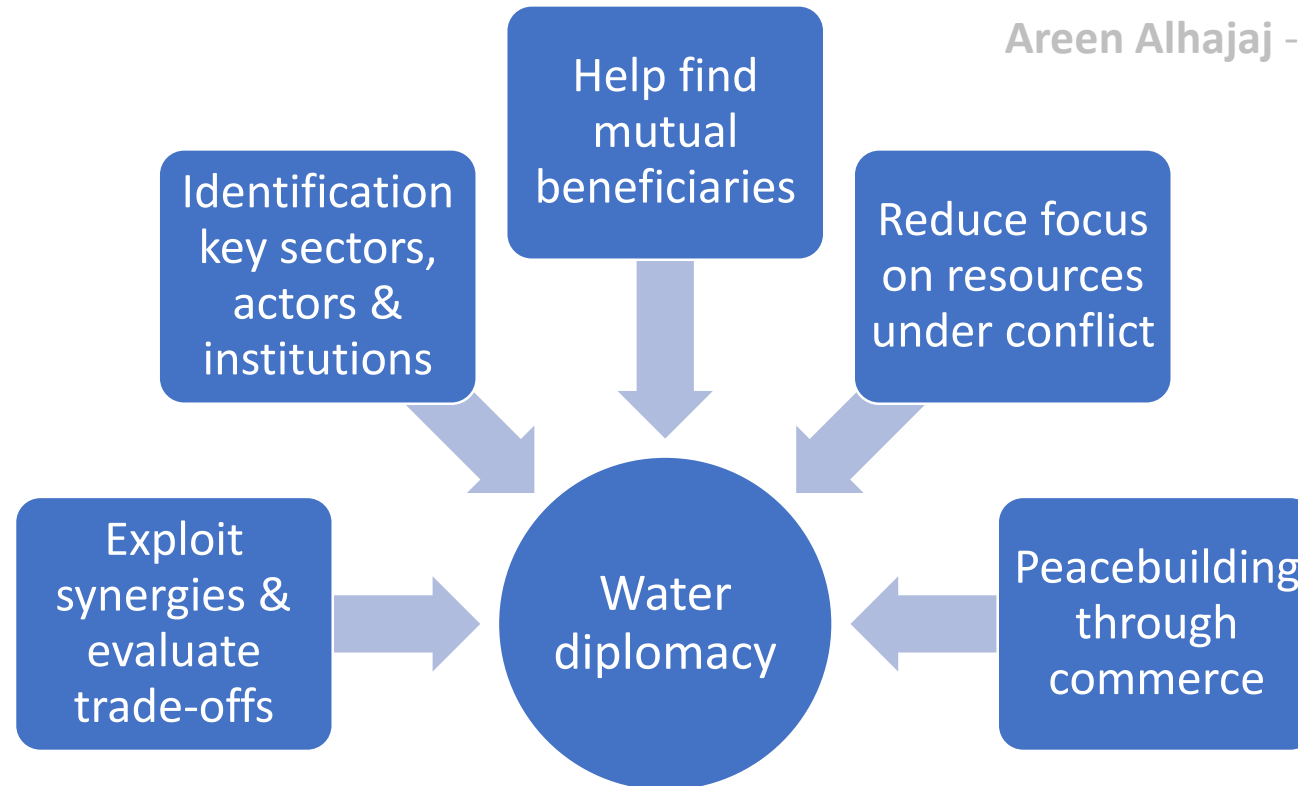 Areen Alhajaj -
Help find
mutual
beneficiaries
Identification
key sectors,
actors &
institutions
Reduce focus
on resources
under conflict
Exploit
synergies &
evaluate
trade-offs
Water
diplomacy
Peacebuilding
through
commerce